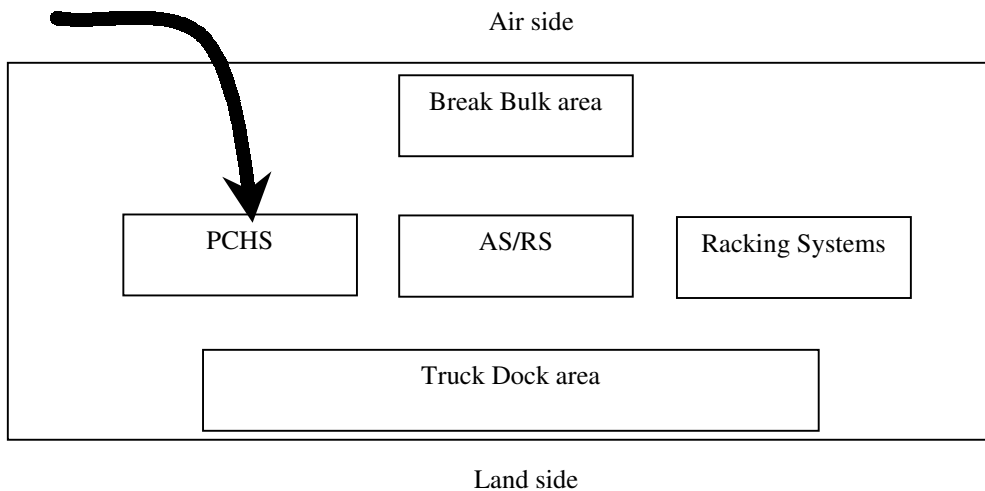 Air side
Break Bulk area
PCHS
AS/RS
Racking Systems
Truck Dock area
Land side